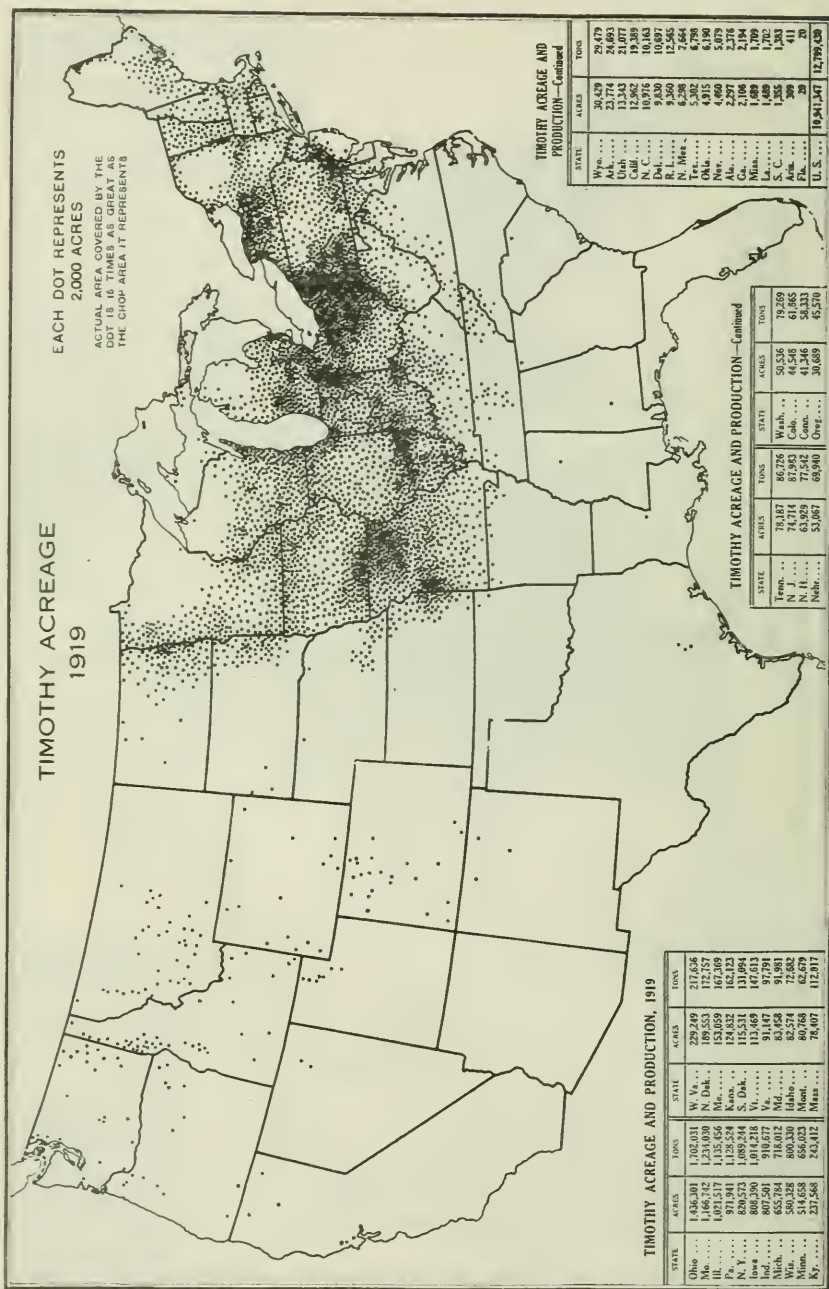 TIMOTHY ACREAGE
1919
EACH DOT REPRESENTS
2,000 ACRES
ACTUAL AREA COVERED BY THE
DOT IS 16 TIMES AS GREAT AS
THE CROP AREA IT REPRESENTS
TIMOTHY ACREAGE AND PRODUCTION, 1919
STATE ACRES TONS STATE ACRES TONS
Ohio .... 1,436,301 1,702,031 W. Va... 229,249 217,636
Mo..... 1,166,742 1,234,030 N. Dak.. 189,553 172,757
Ill..... 1,021,517 1,135,456 Me..... 153,059 167,369
Pa..... 971,941 1,128,524 Kans.... 124,832 162,123
N. Y.... 820,573 1,089,244 S. Dak.. 115,531 131,094
Iowa ... 808,390 1,014,218 Vt...... 113,469 147,613
Ind..... 807,501 910,677 Va..... 91,147 97,791
Mich.... 655,784 718,012 Md..... 83,458 91,981
Wis..... 580,328 800,330 Idaho... 82,574 72,682
Minn... 514,658 656,023 Mont... 80,768 62,679
Ky..... 237,568 243,412 Mass ... 78,407 112,017
TIMOTHY ACREAGE AND PRODUCTION—Continued
STATE ACRES TONS STATE ACRES TONS
Tenn... 78,187 86,726 Wash... 50,536 79,269
N. J.... 74,714 87,983 Colo.... 44,548 61,865
N. H.... 63,929 77,542 Conn.... 41,346 58,333
Nebr.... 53,067 69,940 Oreg.... 30,689 45,570
TIMOTHY ACREAGE AND
PRODUCTION—Continued
STATE ACRES TONS
Wyo..... 30,429 29,479
Ark..... 23,774 24,693
Utah ... 13,343 21,077
Calif.... 12,962 19,389
N. C.... 10,976 10,163
Del..... 9,830 10,697
R. I.... 9,360 12,565
N. Mex. 6,298 7,664
Tex..... 5,302 6,798
Okla.... 4,915 6,190
Nev..... 4,460 5,079
Ala..... 2,297 2,376
Ga..... 2,106 2,194
Miss.... 1,689 1,709
La..... 1,489 1,702
S. C.... 1,355 1,383
Ariz.... 309 411
Fla..... 20 20
U. S... 10,941,347 12,799,430